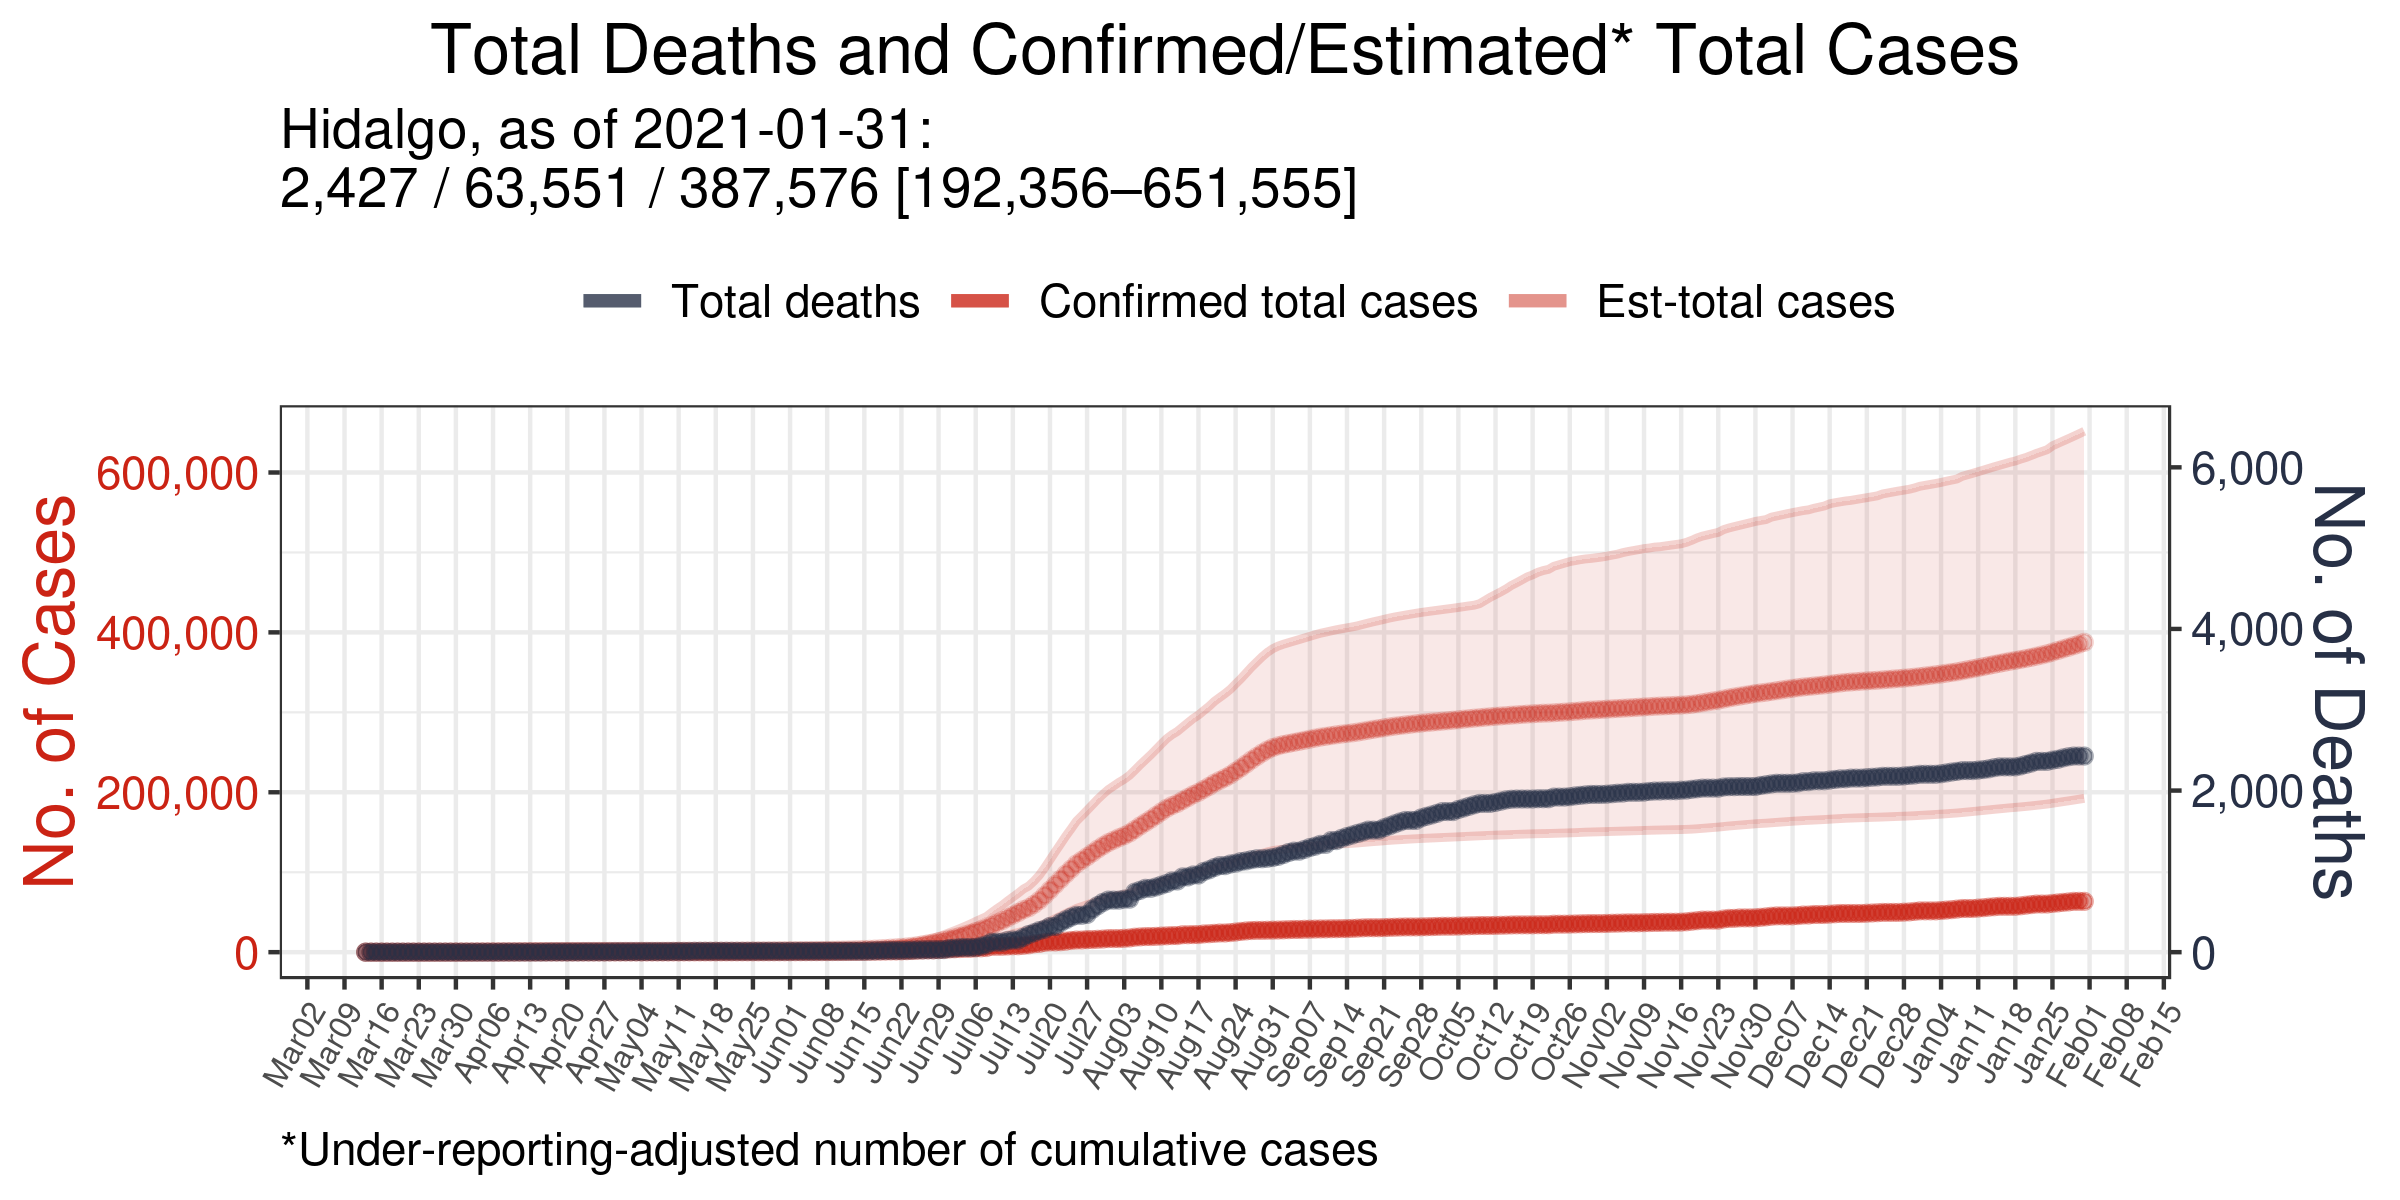 Total Deaths and Confirmed/Estimated* Total Cases
Hidalgo, as of 2021-01-31:
2,427 / 63,551 / 387,576 [192,356–651,555]
Total deaths
Confirmed total cases
Est-total cases
No. of Cases
600,000
400,000
200,000
0
6,000
4,000
2,000
0
No. of Deaths
Mar02
Mar09
Mar16
Mar23
Mar30
Apr06
Apr13
Apr20
Apr27
May04
May11
May18
May25
Jun01
Jun08
Jun15
Jun22
Jun29
Jul06
Jul13
Jul20
Jul27
Aug03
Aug10
Aug17
Aug24
Aug31
Sep07
Sep14
Sep21
Sep28
Oct05
Oct12
Oct19
Oct26
Nov02
Nov09
Nov16
Nov23
Nov30
Dec07
Dec14
Dec21
Dec28
Jan04
Jan11
Jan18
Jan25
Feb01
Feb08
Feb15
*Under-reporting-adjusted number of cumulative cases